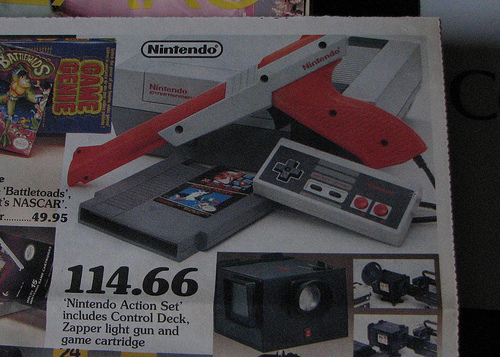 Nintendo®
BATTLETOADS
GAME
GENIE
Nintendo
Nintendo
'Battletoads',
t's NASCAR'.
r.........49.95
114.66
'Nintendo Action Set'
includes Control Deck,
Zapper light gun and
game cartridge
24
C